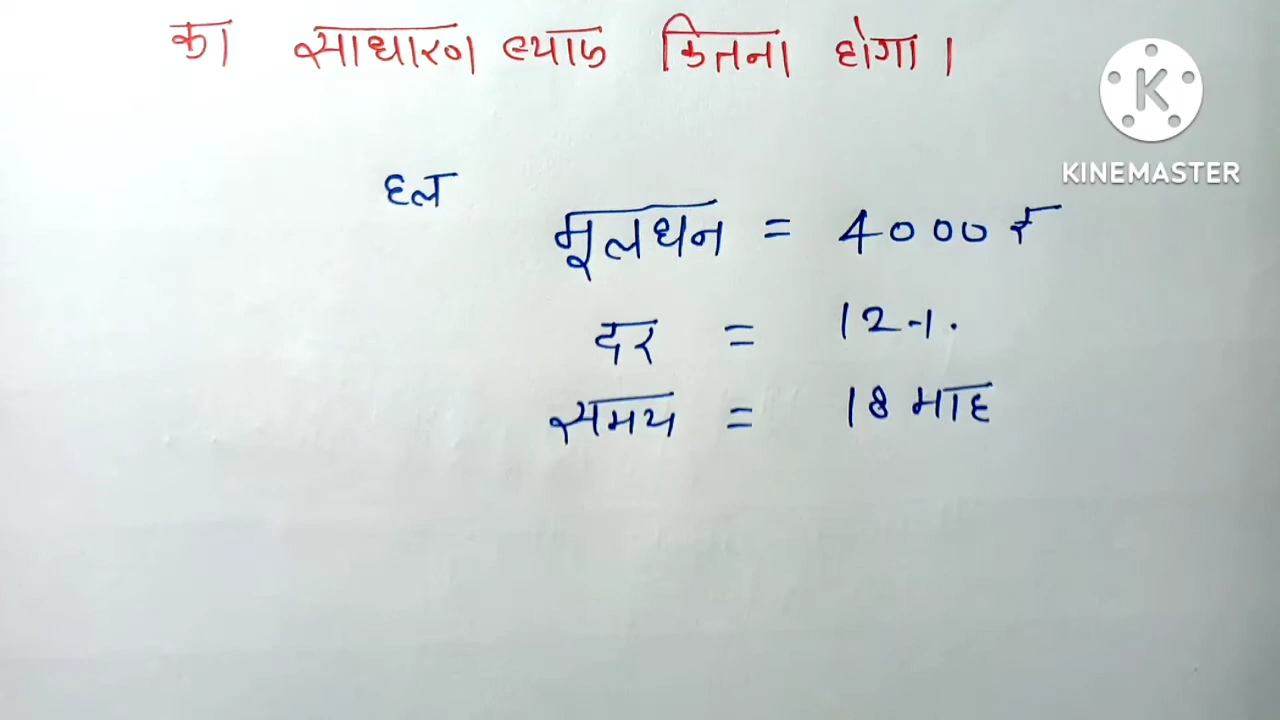 का साधारण ब्याज कितना होगा।
K
KINEMASTER
हल
मूलधन = 4000 ₹
दर = 12%
समय = 18 माह